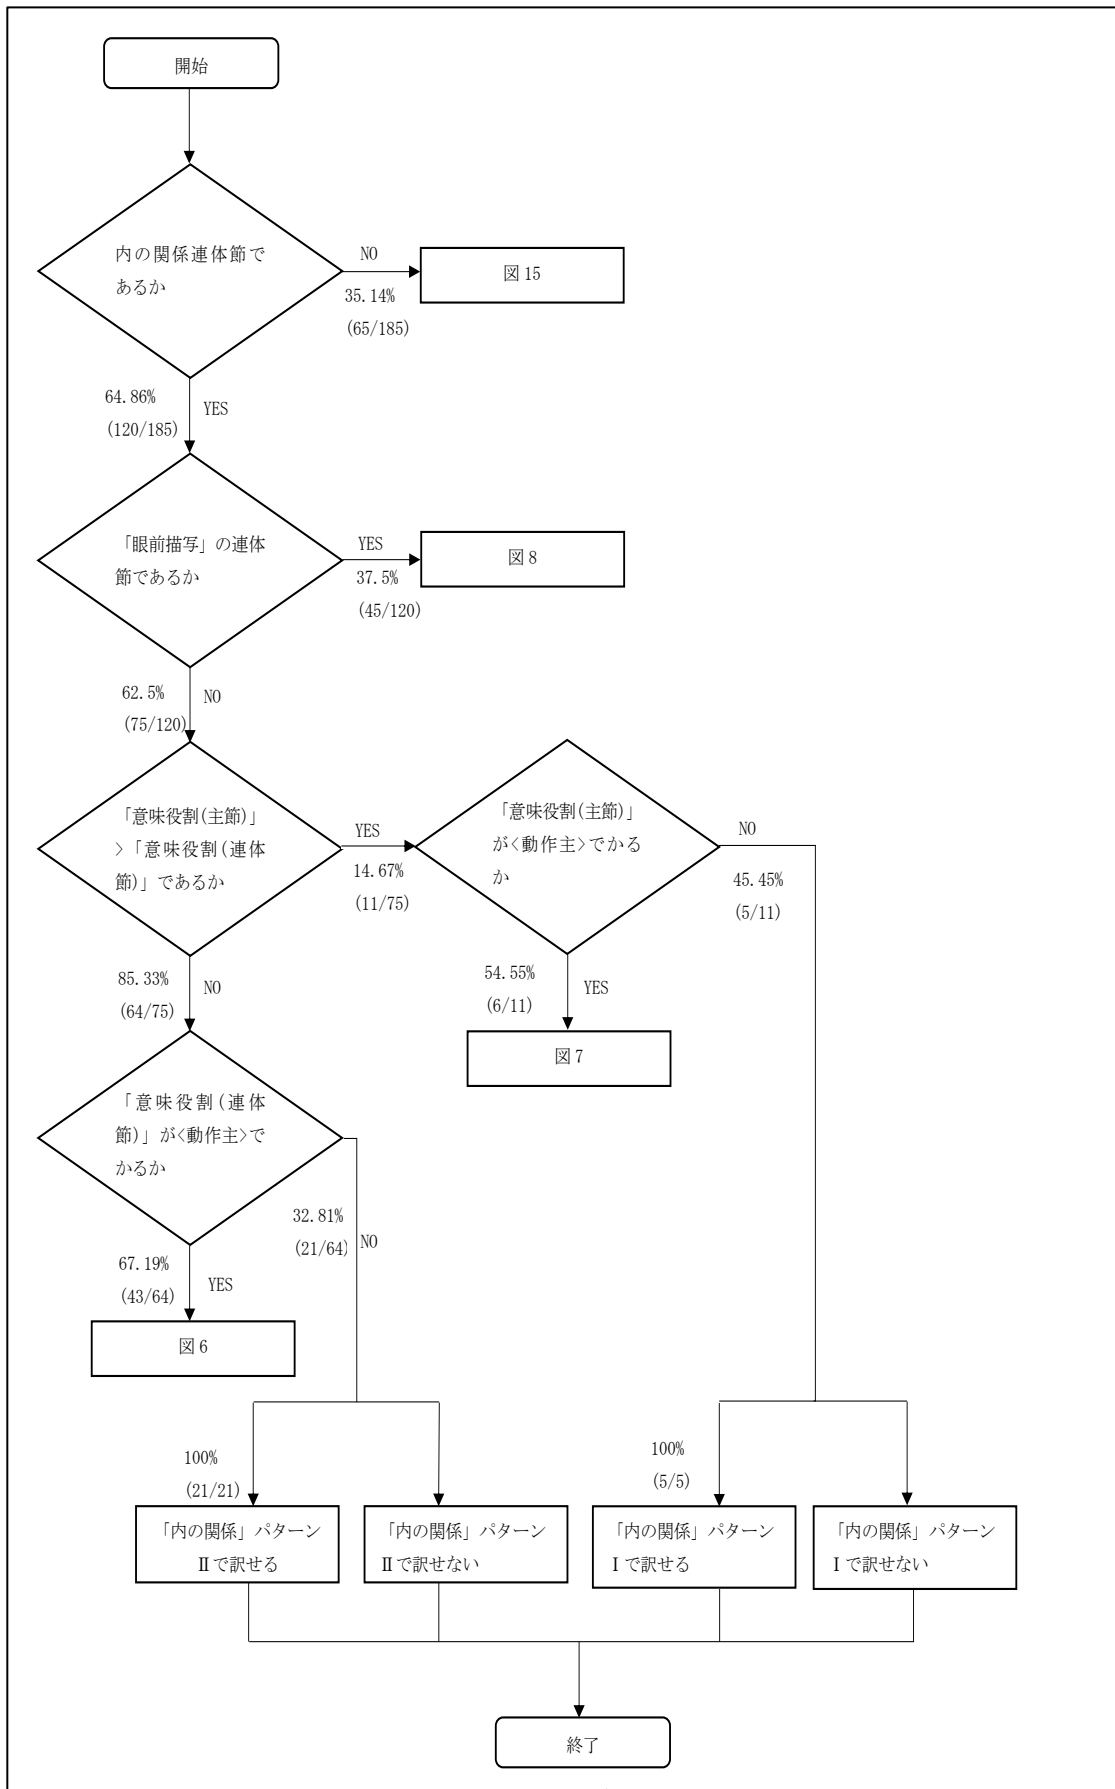 開始
内の関係連体節で
あるか
NO
35.14%
(65/185)
図 15
64.86%
(120/185)
YES
「眼前描写」の連体
節であるか
YES
37.5%
(45/120)
図 8
62.5%
(75/120)
NO
「意味役割(主節)」
>「意味役割(連体
節)」であるか
YES
14.67%
(11/75)
「意味役割(主節)」
が<動作主>でかる
か
NO
45.45%
(5/11)
54.55%
(6/11)
YES
図 7
85.33%
(64/75)
NO
「意味役割(連体
節)」が<動作主>で
かるか
32.81%
(21/64)
NO
67.19%
(43/64)
YES
図 6
100%
(21/21)
100%
(5/5)
「内の関係」パターン
Ⅱで訳せる
「内の関係」パターン
Ⅱで訳せない
「内の関係」パターン
Ⅰで訳せる
「内の関係」パターン
Ⅰで訳せない
終了